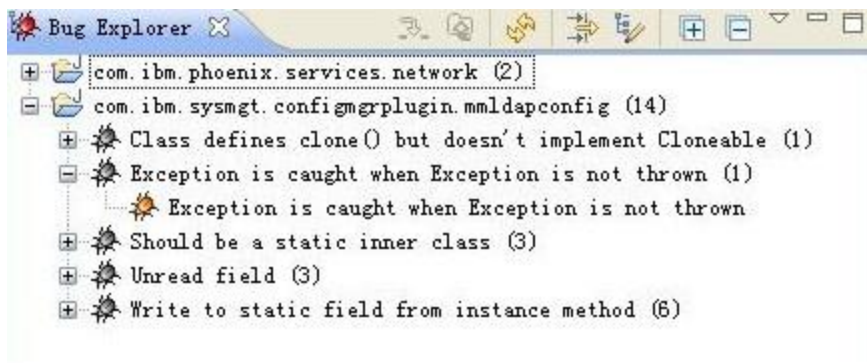 Bug Explorer
com.ibm.phoenix.services.network (2)
com.ibm.sysmgt.configmgrplugin.mmldapconfig (14)
Class defines clone() but doesn't implement Cloneable (1)
Exception is caught when Exception is not thrown (1)
Exception is caught when Exception is not thrown
Should be a static inner class (3)
Unread field (3)
Write to static field from instance method (6)